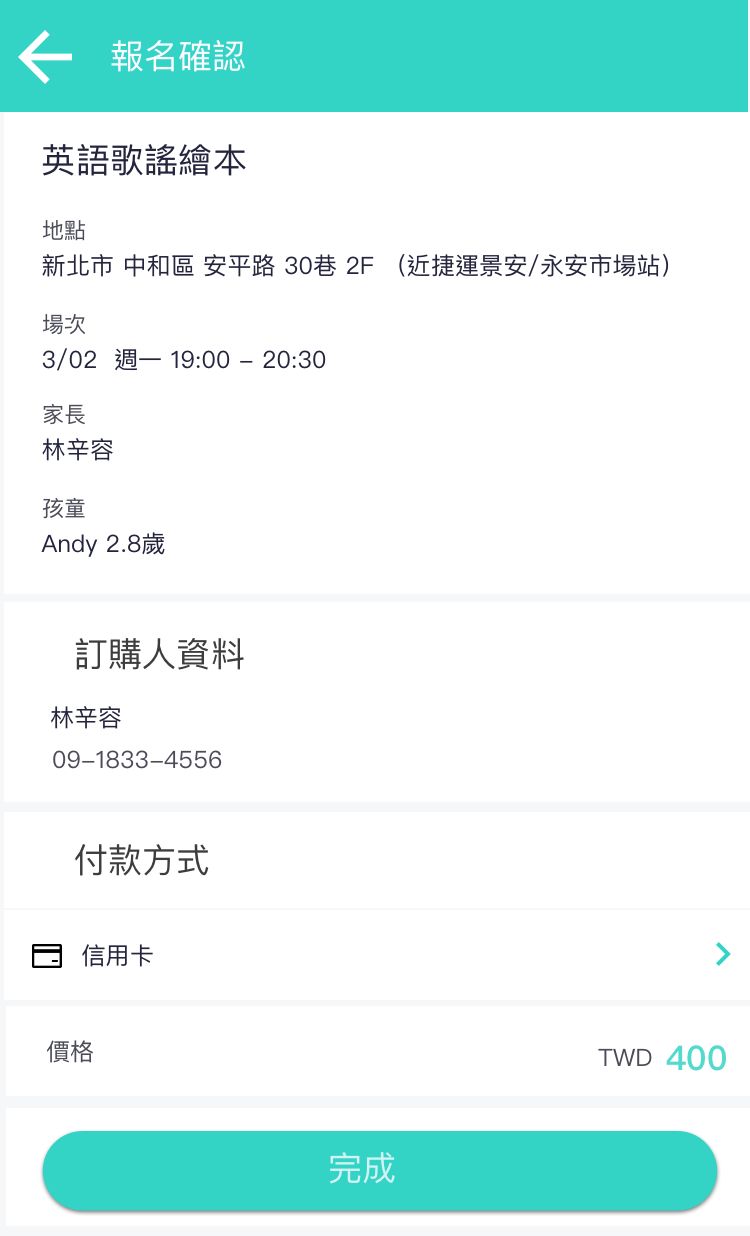 報名確認
英語歌謠繪本
地點
新北市 中和區 安平路 30巷 2F （近捷運景安/永安市場站）
場次
3/02 週一 19:00 – 20:30
家長
林辛容
孩童
Andy 2.8歲
訂購人資料
林辛容
09–1833–4556
付款方式
信用卡
價格
TWD 400
完成